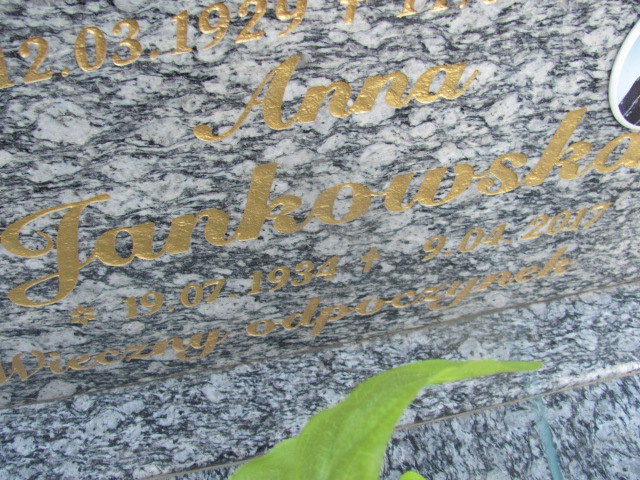 12.03.1929 †
Anna
Jankowska
* 19.07.1934 † 9.04.2017
Wieczny odpoczynek